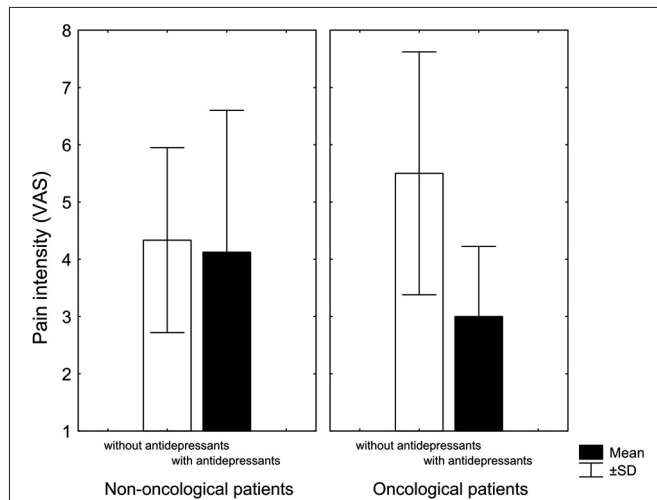 Pain intensity (VAS)
8
7
6
5
4
3
2
1
without antidepressants
with antidepressants
Non-oncological patients
without antidepressants
with antidepressants
Oncological patients
Mean
±SD